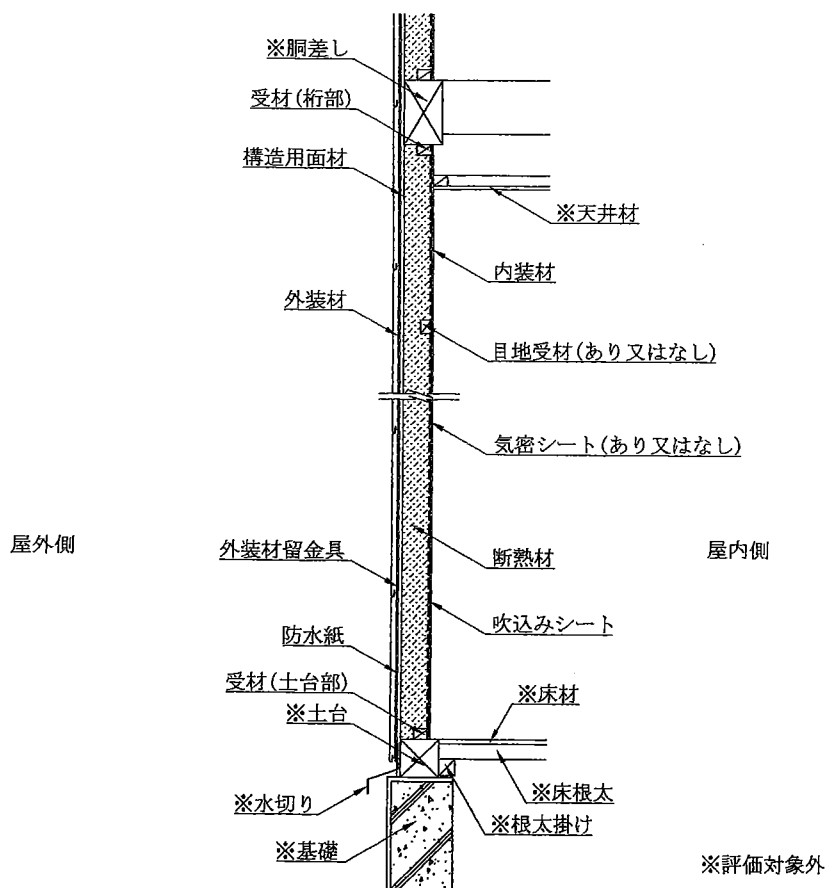 ※胴差し
受材(桁部)
構造用面材
※天井材
内装材
外装材
目地受材(あり又はなし)
気密シート(あり又はなし)
屋外側
外装材留金具
断熱材
屋内側
吹込みシート
防水紙
受材(土台部)
※床材
※土台
※水切り
※床根太
※根太掛け
※基礎
※評価対象外